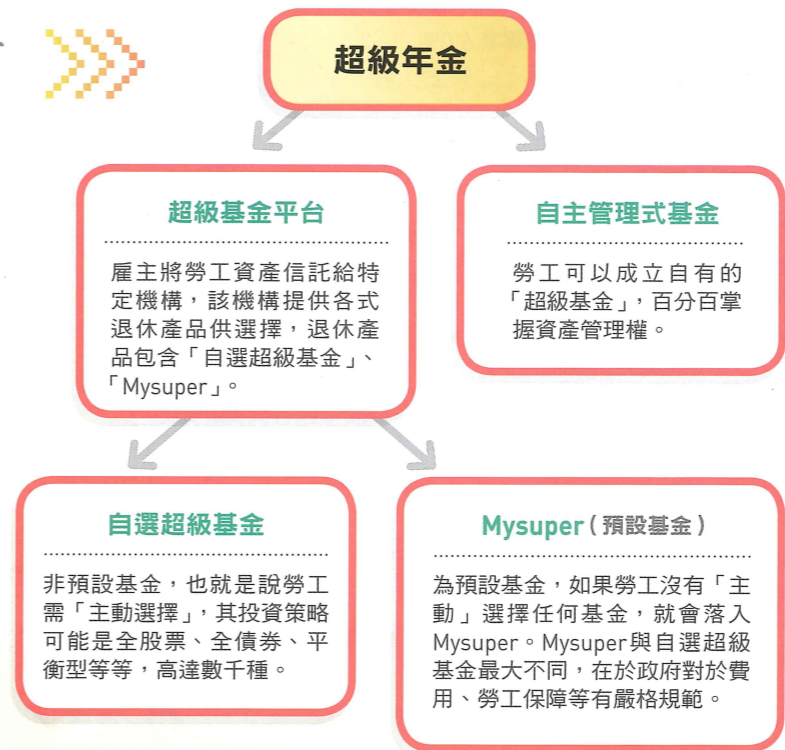 超級年金
超級基金平台
雇主將勞工資產信託給特
定機構，該機構提供各式
退休產品供選擇，退休產
品包含「自選超級基金」、
「Mysuper」。
自主管理式基金
勞工可以成立自有的
「超級基金」，百分百掌
握資產管理權。
自選超級基金
非預設基金，也就是說勞工
需「主動選擇」，其投資策略
可能是全股票、全債券、平
衡型等等，高達數千種。
Mysuper（預設基金）
為預設基金，如果勞工沒有「主
動」選擇任何基金，就會落入
Mysuper。Mysuper與自選超級
基金最大不同，在於政府對於費
用、勞工保障等有嚴格規範。